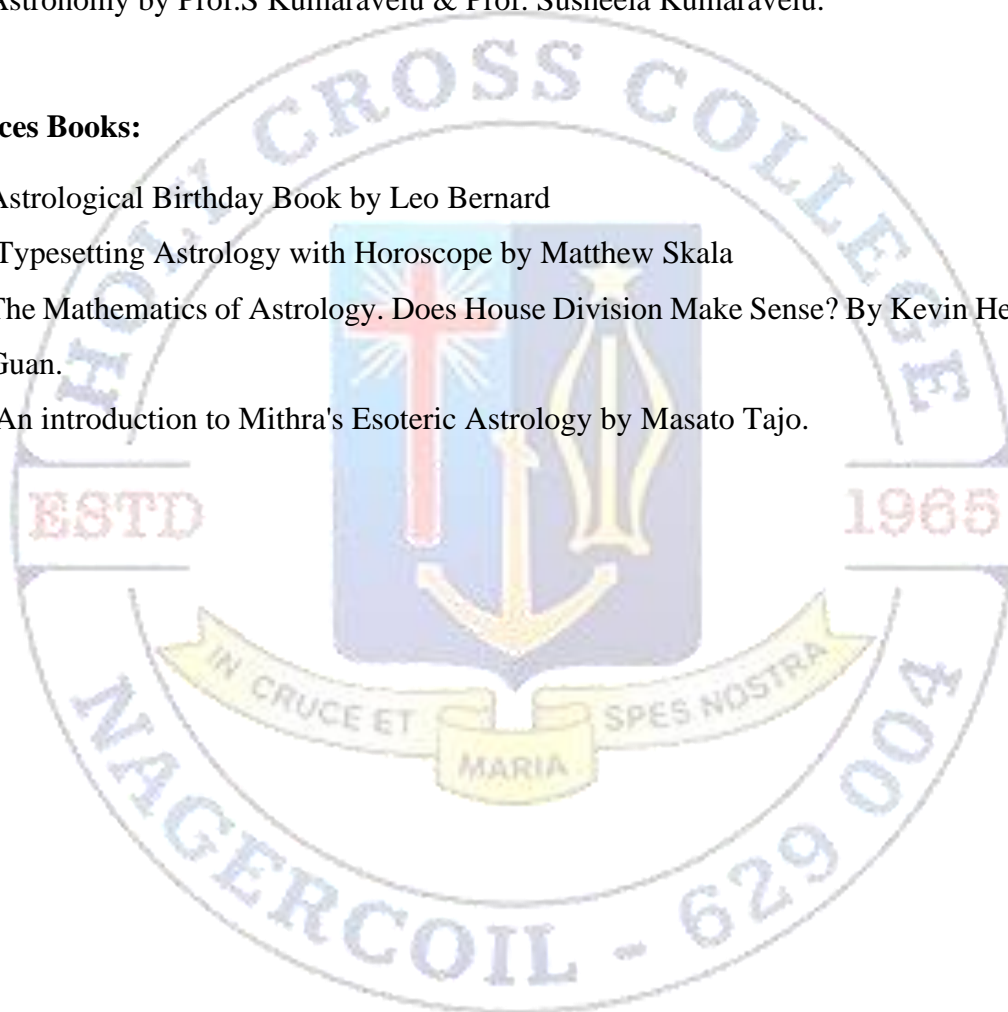 Astronomy by Prof.S Kumaravelu & Prof. Susheela Kumaravelu.
ces Books:
Astrological Birthday Book by Leo Bernard
Typesetting Astrology with Horoscope by Matthew Skala
The Mathematics of Astrology. Does House Division Make Sense? By Kevin He
Guan.
An introduction to Mithra's Esoteric Astrology by Masato Tajo.
HOLY CROSS COLLEGE
ESTD 1965
IN CRUCE ET MARIA SPES NOSTRA
NAGERCOIL - 629 004